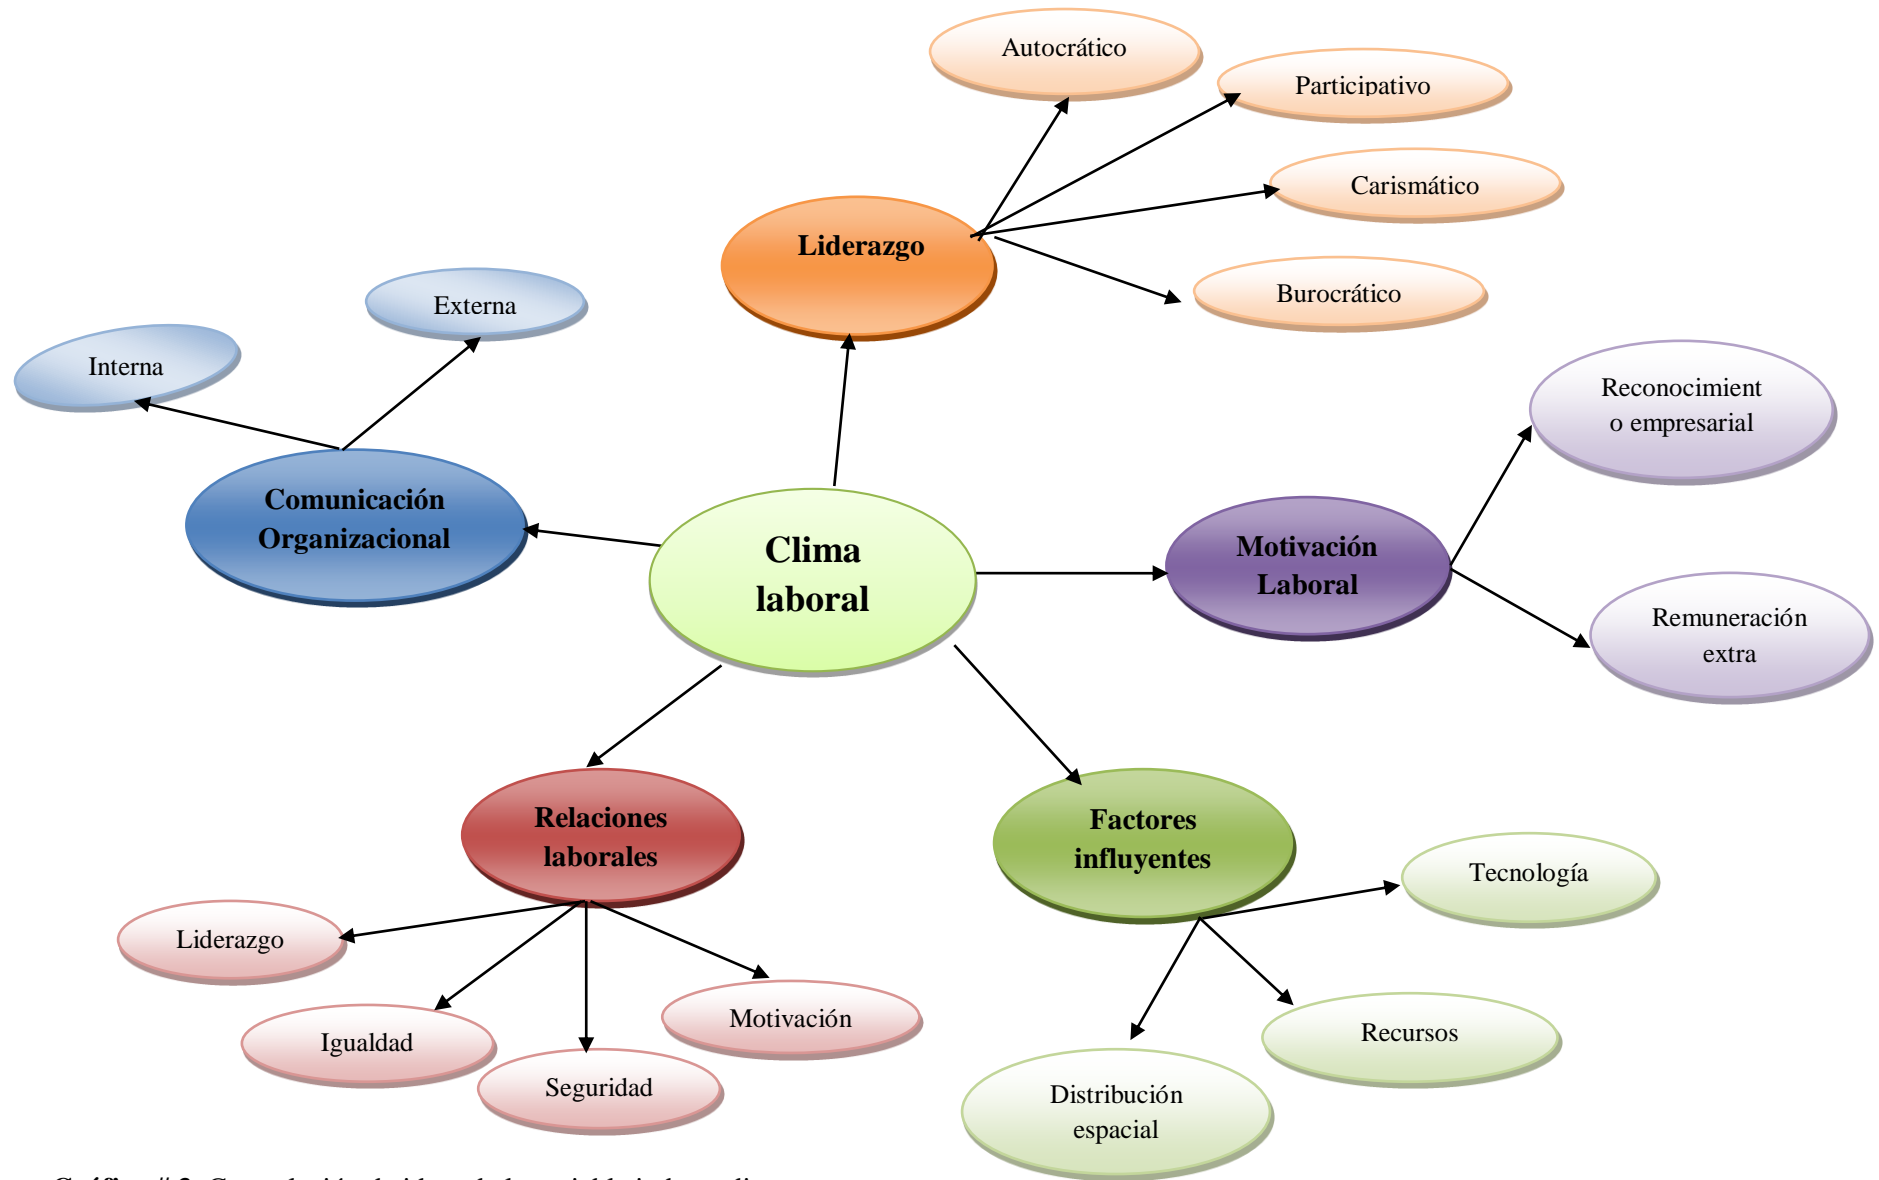 Autocrático
Participativo
Carismático
Liderazgo
Burocrático
Externa
Interna
Reconocimient
o empresarial
Comunicación
Organizacional
Clima
laboral
Motivación
Laboral
Remuneración
extra
Relaciones
laborales
Factores
influyentes
Tecnología
Liderazgo
Igualdad
Seguridad
Motivación
Recursos
Distribución
espacial